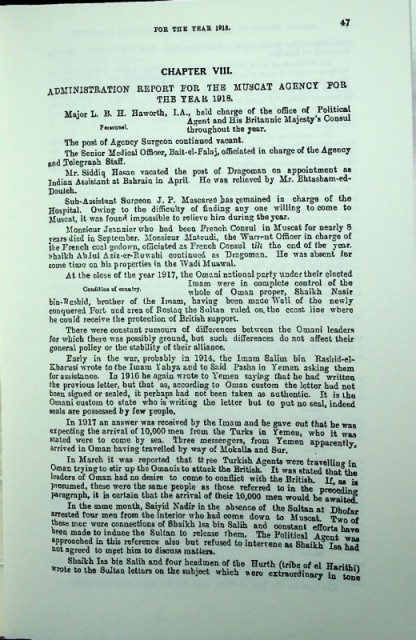 FOR THE YEAR 1918.
47
CHAPTER VIII.
ADMINISTRATION REPORT FOR THE MUSCAT AGENCY FOR
THE YEAR 1918.
Major L. B. H. Haworth, I.A., held charge of the office of Political
Personnel.
Agent and His Britannic Majesty's Consul
throughout the year.
The post of Agency Surgeon continued vacant.
The Senior Medical Officer, Bait-el-Falaj, officiated in charge of the Agency
and Telegraph Staff.
Mr. Siddiq Hasan vacated the post of Dragoman on appointment as
Indian Assistant at Bahrain in April. He was relieved by Mr. Ehtasham-ed-
Douleh.
Sub-Assistant Surgeon J. P. Mascareo has remained in charge of the
Hospital. Owing to the difficulty of finding any one willing to come to
Muscat, it was found impossible to relieve him during the year.
Monsieur Jeannier who had been French Consul in Muscat for nearly 8
years died in September. Monsieur Mateudi, the Warrant Officer in charge of
the French coal godown, officiated as French Consul till the end of the year.
Shaikh Abdul Aziz-er-Ruwahi continued as Dragoman. He was absent for
some time on his properties in the Wadi Muawal.
At the close of the year 1917, the Omani national party under their elected
Condition of country.
Imam were in complete control of the
whole of Oman proper, Shaikh Nasir
bin-Rashid, brother of the Imam, having been made Wali of the newly
conquered Fort and area of Rostaq the Sultan ruled on the coast line where
he could receive the protection of British support.
There were constant rumours of differences between the Omani leaders
for which there was possibly ground, but such differences do not affect their
general policy or the stability of their alliance.
Early in the war, probably in 1914, the Imam Salim bin Rashid-el-
Kharusi wrote to the Imam Yahya and to Said Pasha in Yemen asking them
for assistance. In 1916 he again wrote to Yemen saying that he had written
the previous letter, but that as, according to Oman custom the letter had not
been signed or sealed, it perhaps had not been taken as authentic. It is the
Omani custom to state who is writing the letter but to put no seal, indeed
seals are possessed by few people.
In 1917 an answer was received by the Imam and he gave out that he was
expecting the arrival of 10,000 men from the Turks in Yemen, who it was
stated were to come by sea. Three messengers, from Yemen apparently,
arrived in Oman having travelled by way of Mokalla and Sur.
In March it was reported that three Turkish Agents were travelling in
Oman trying to stir up the Omanis to attack the British. It was stated that the
leaders of Oman had no desire to come to conflict with the British. If, as is
presumed, these were the same people as those referred to in the preceding
paragraph, it is certain that the arrival of their 10,000 men would be awaited.
In the same month, Saiyid Nadir in the absence of the Sultan at Dhofar
arrested four men from the interior who had come down to Muscat. Two of
these men were connections of Shaikh Isa bin Salih and constant efforts have
been made to induce the Sultan to release them. The Political Agent was
approached in this reference also but refused to intervene as Shaikh Isa had
not agreed to meet him to discuss matters.
Shaikh Isa bin Salih and four headmen of the Hurth (tribe of el Harithi)
wrote to the Sultan letters on the subject which were extraordinary in tone